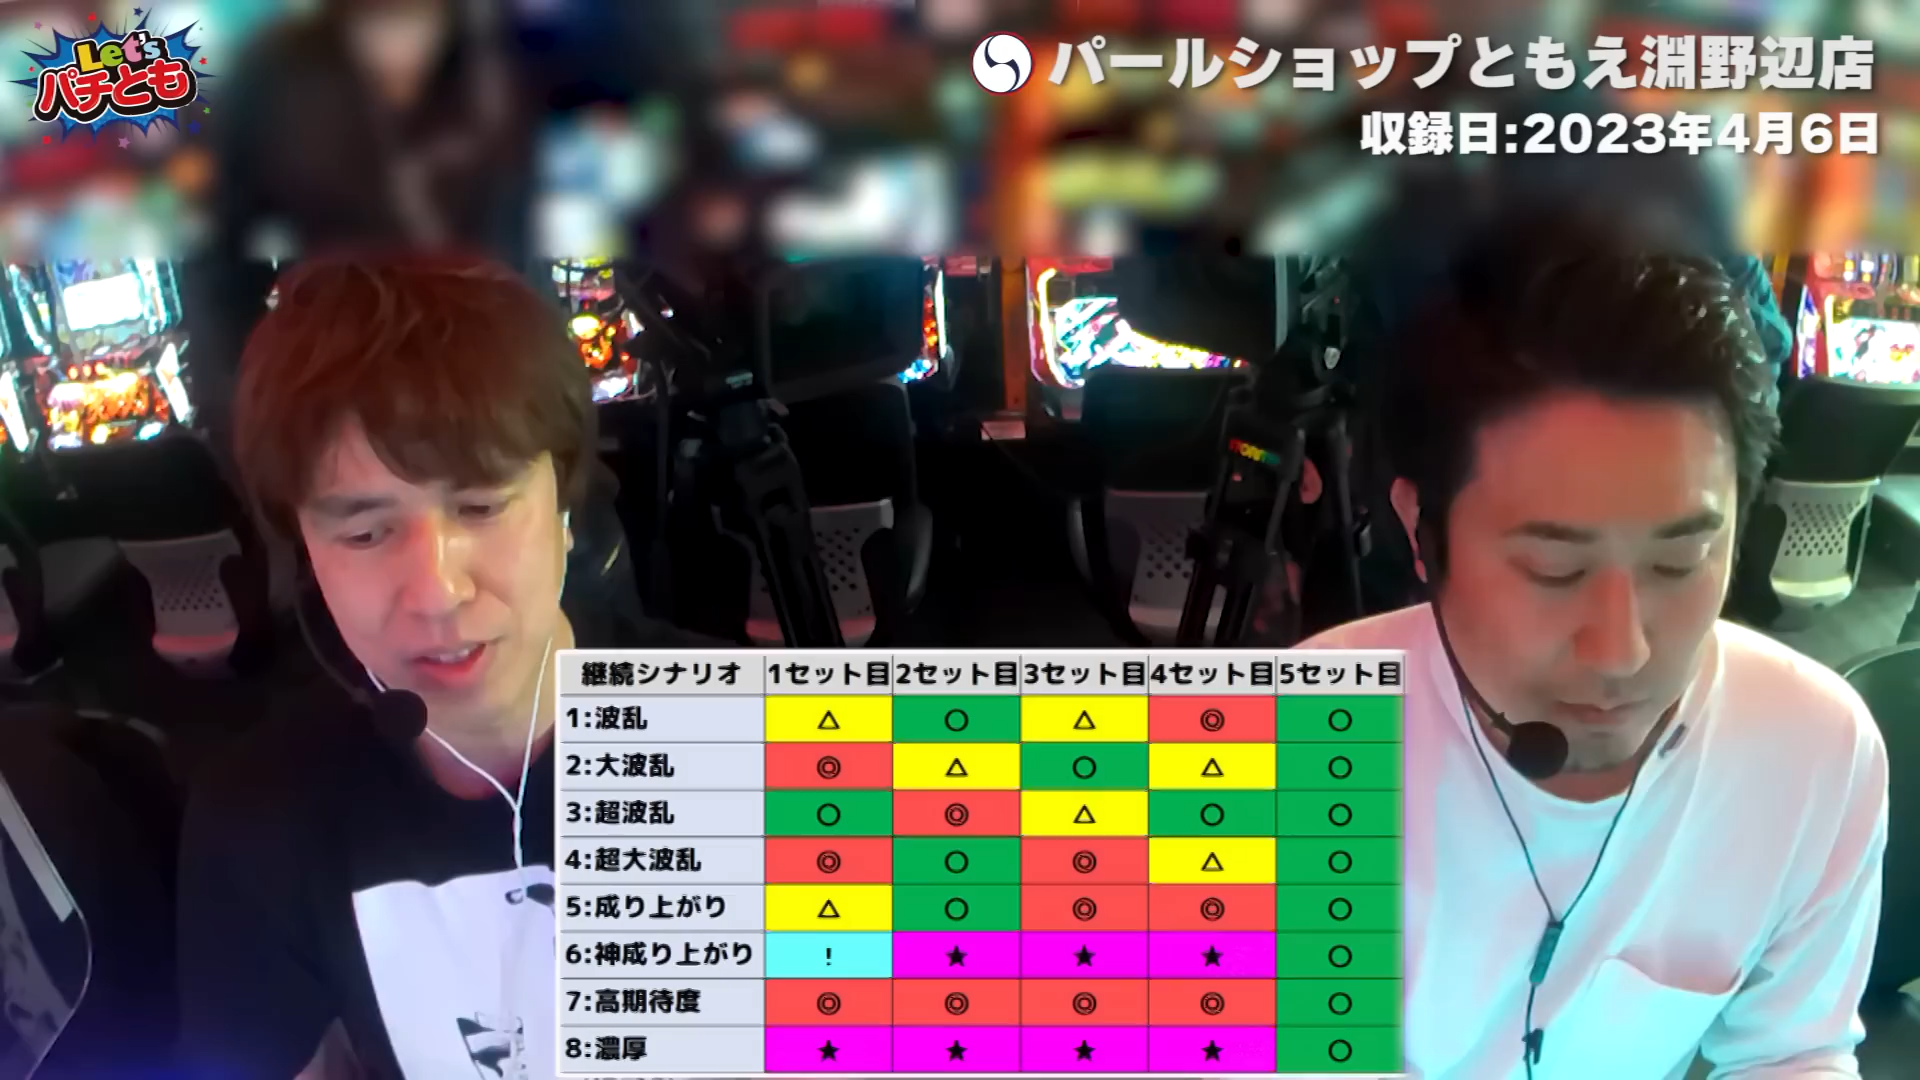 Let's
パチとも
パールショップともえ淵野辺店
収録日:2023年4月6日
継続シナリオ 1セット目 2セット目 3セット目 4セット目 5セット目
1:波乱 △ ○ △ ◎ ○
2:大波乱 ◎ △ ○ △ ○
3:超波乱 ○ ◎ △ ○ ○
4:超大波乱 ◎ ○ ◎ △ ○
5:成り上がり △ ○ ◎ ◎ ○
6:神成り上がり ! ★ ★ ★ ○
7:高期待度 ◎ ◎ ◎ ◎ ○
8:濃厚 ★ ★ ★ ★ ○